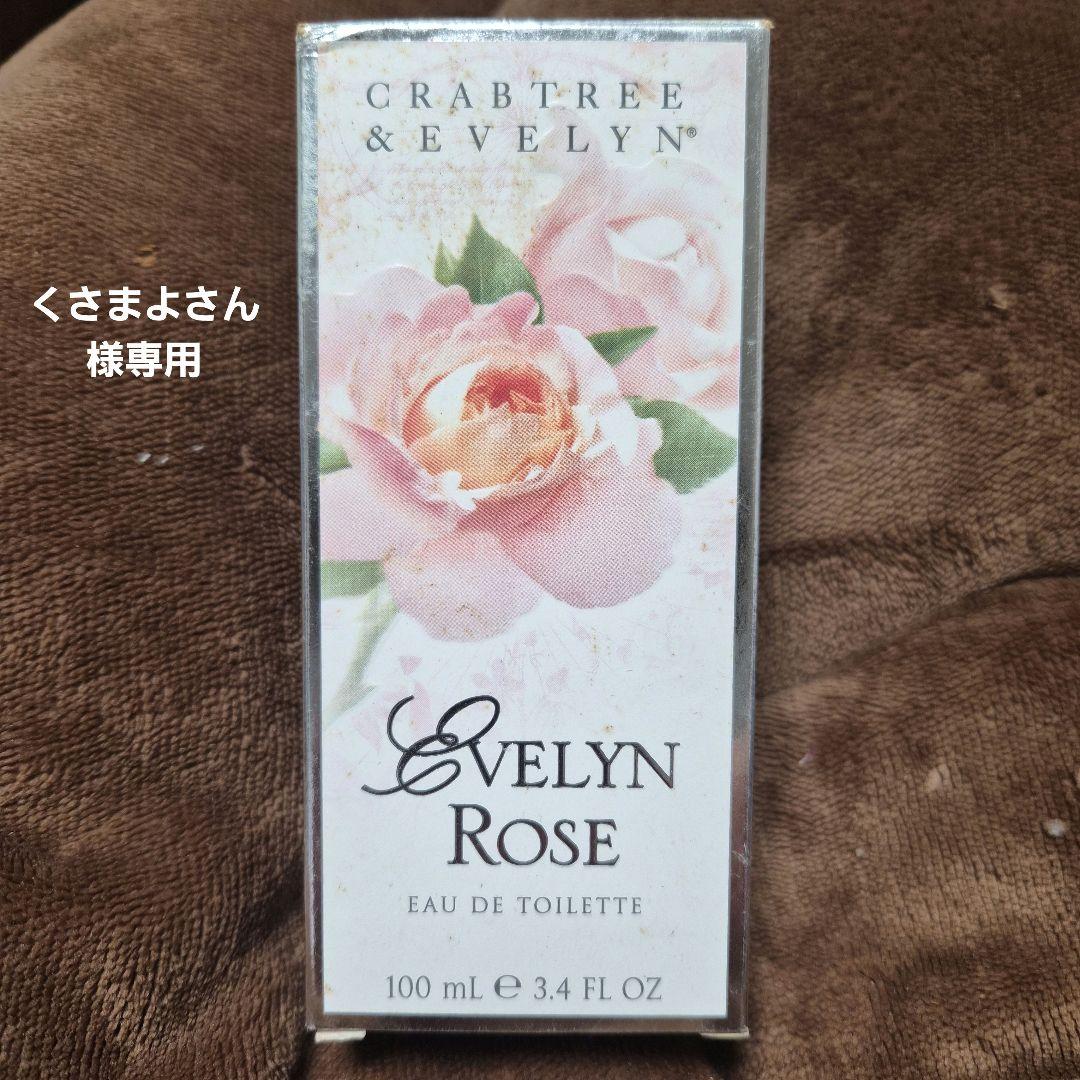 CRABTREE
& EVELYN®
くさまよさん
様専用
EVELYN
ROSE
EAU DE TOILETTE
100 mL ℮ 3.4 FL OZ